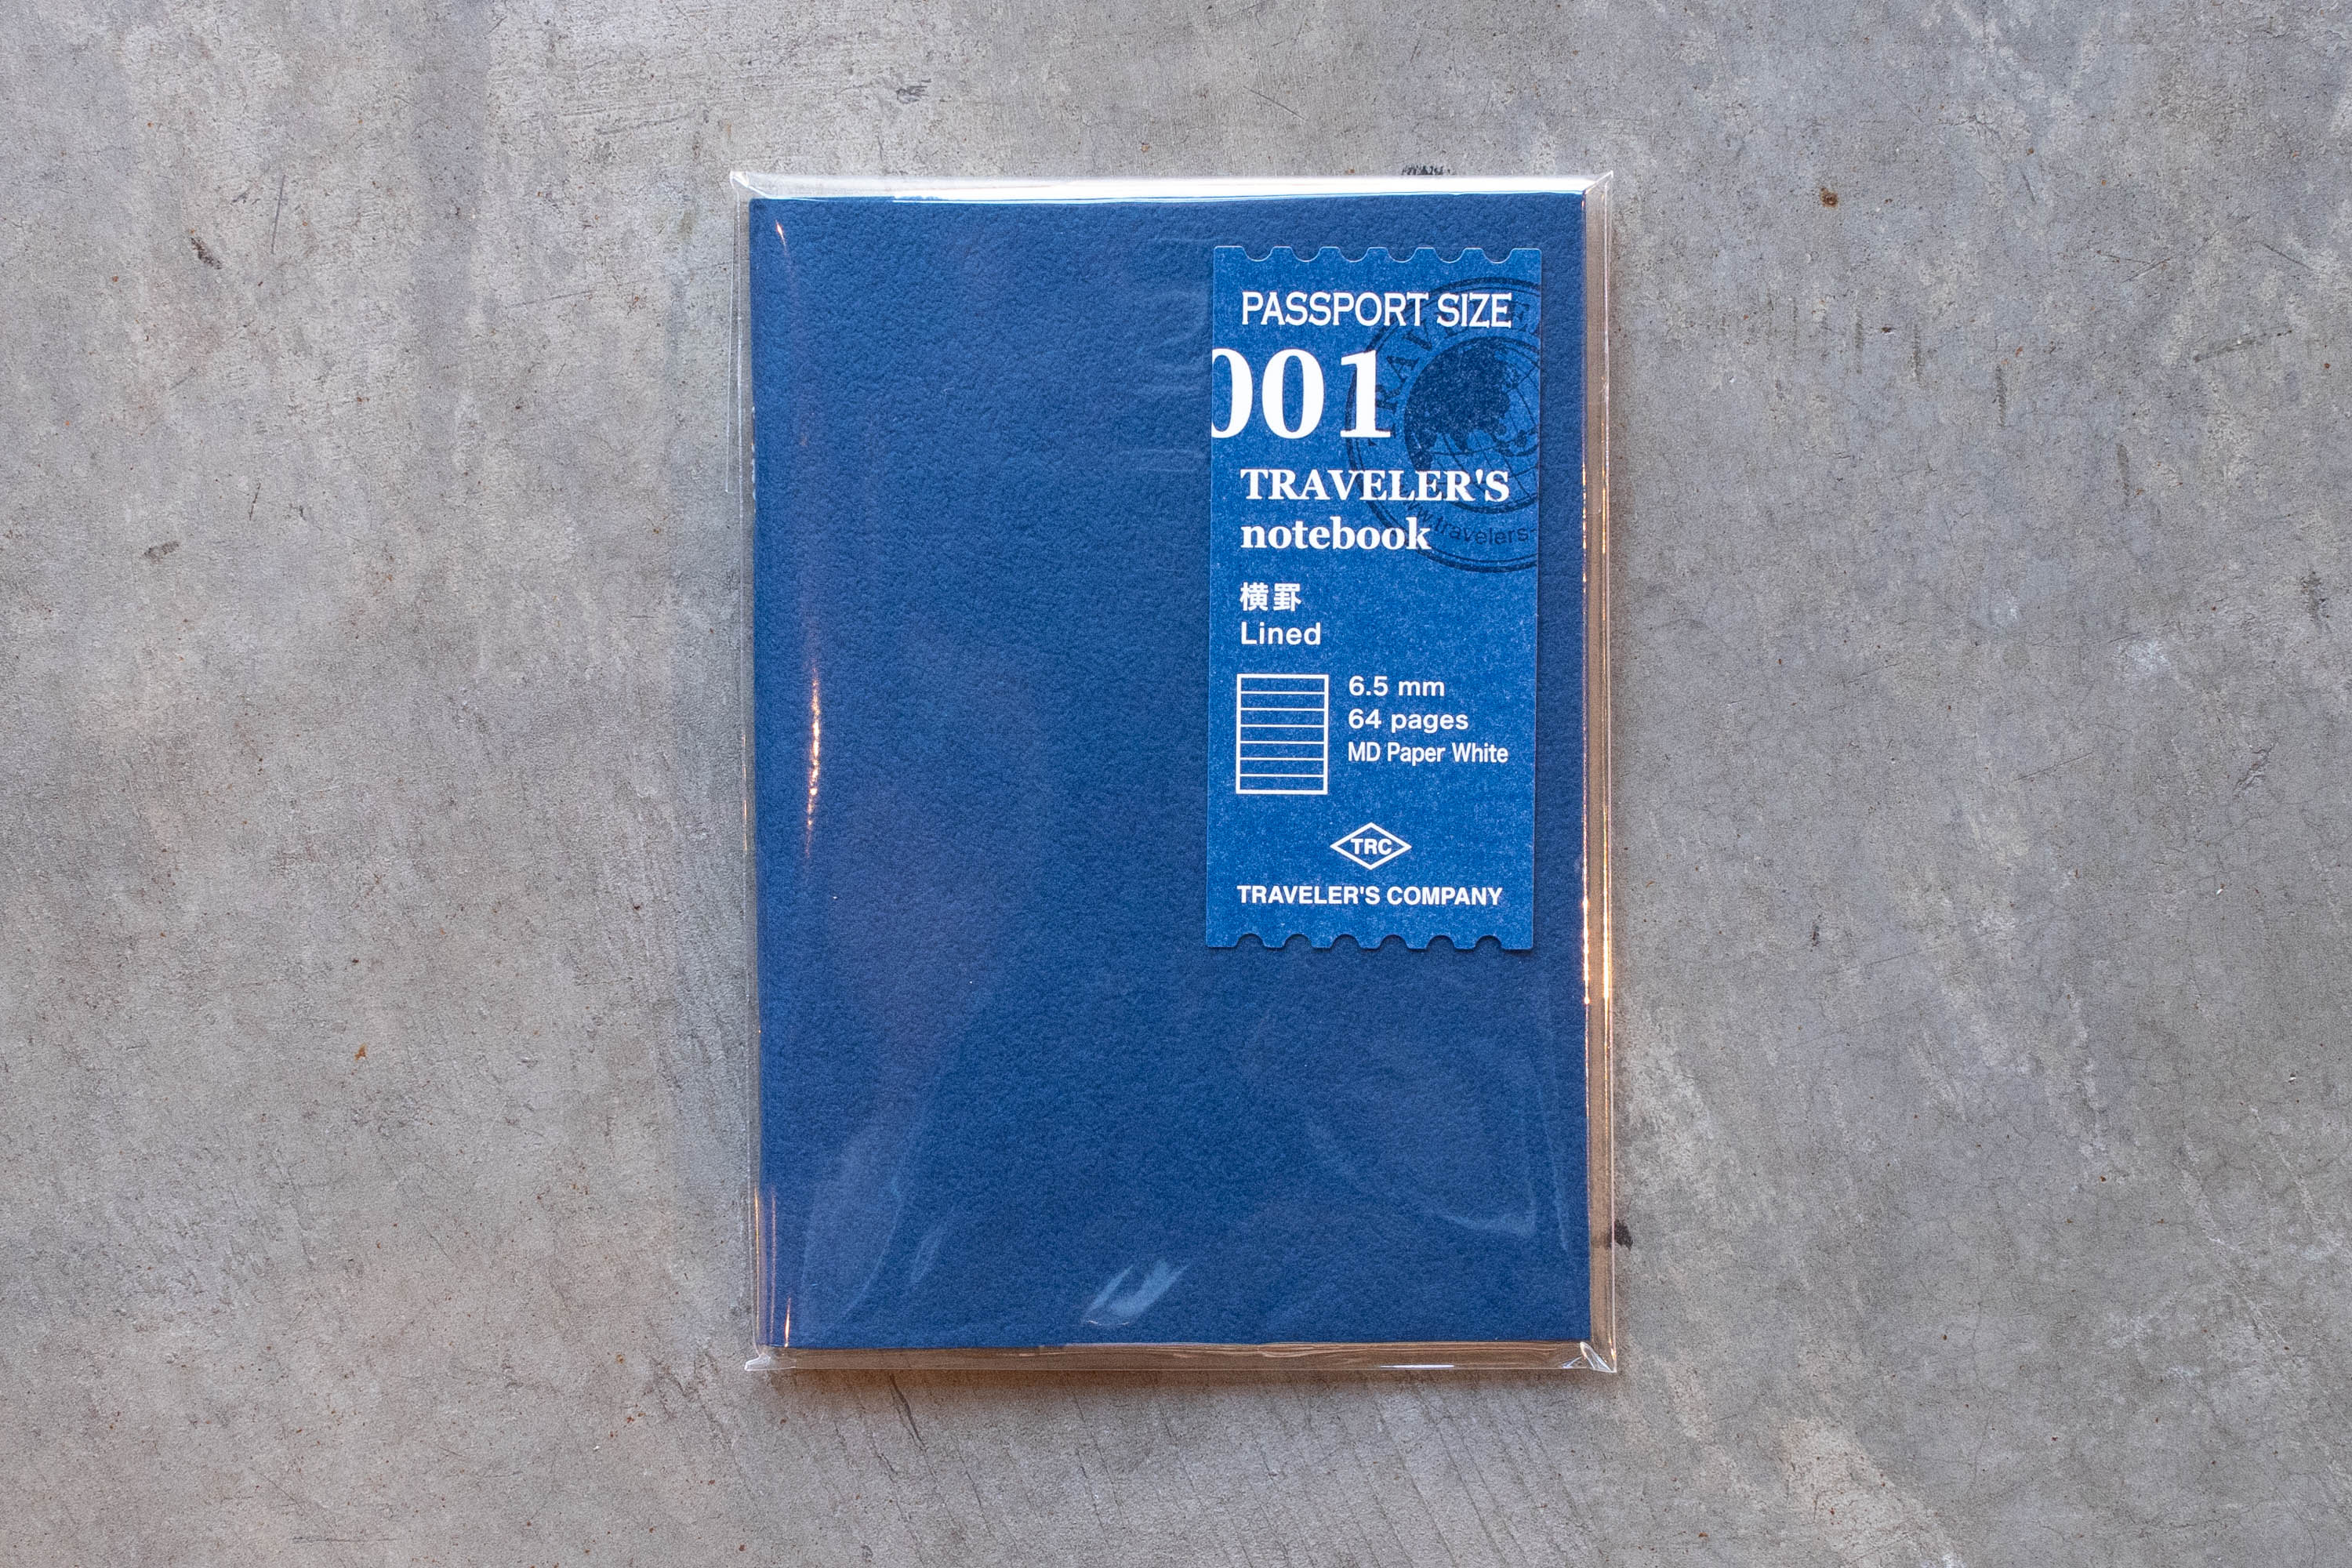 PASSPORT SIZE
001
TRAVELER'S
notebook
横罫
Lined
6.5 mm
64 pages
MD Paper White
TRC
TRAVELER'S COMPANY